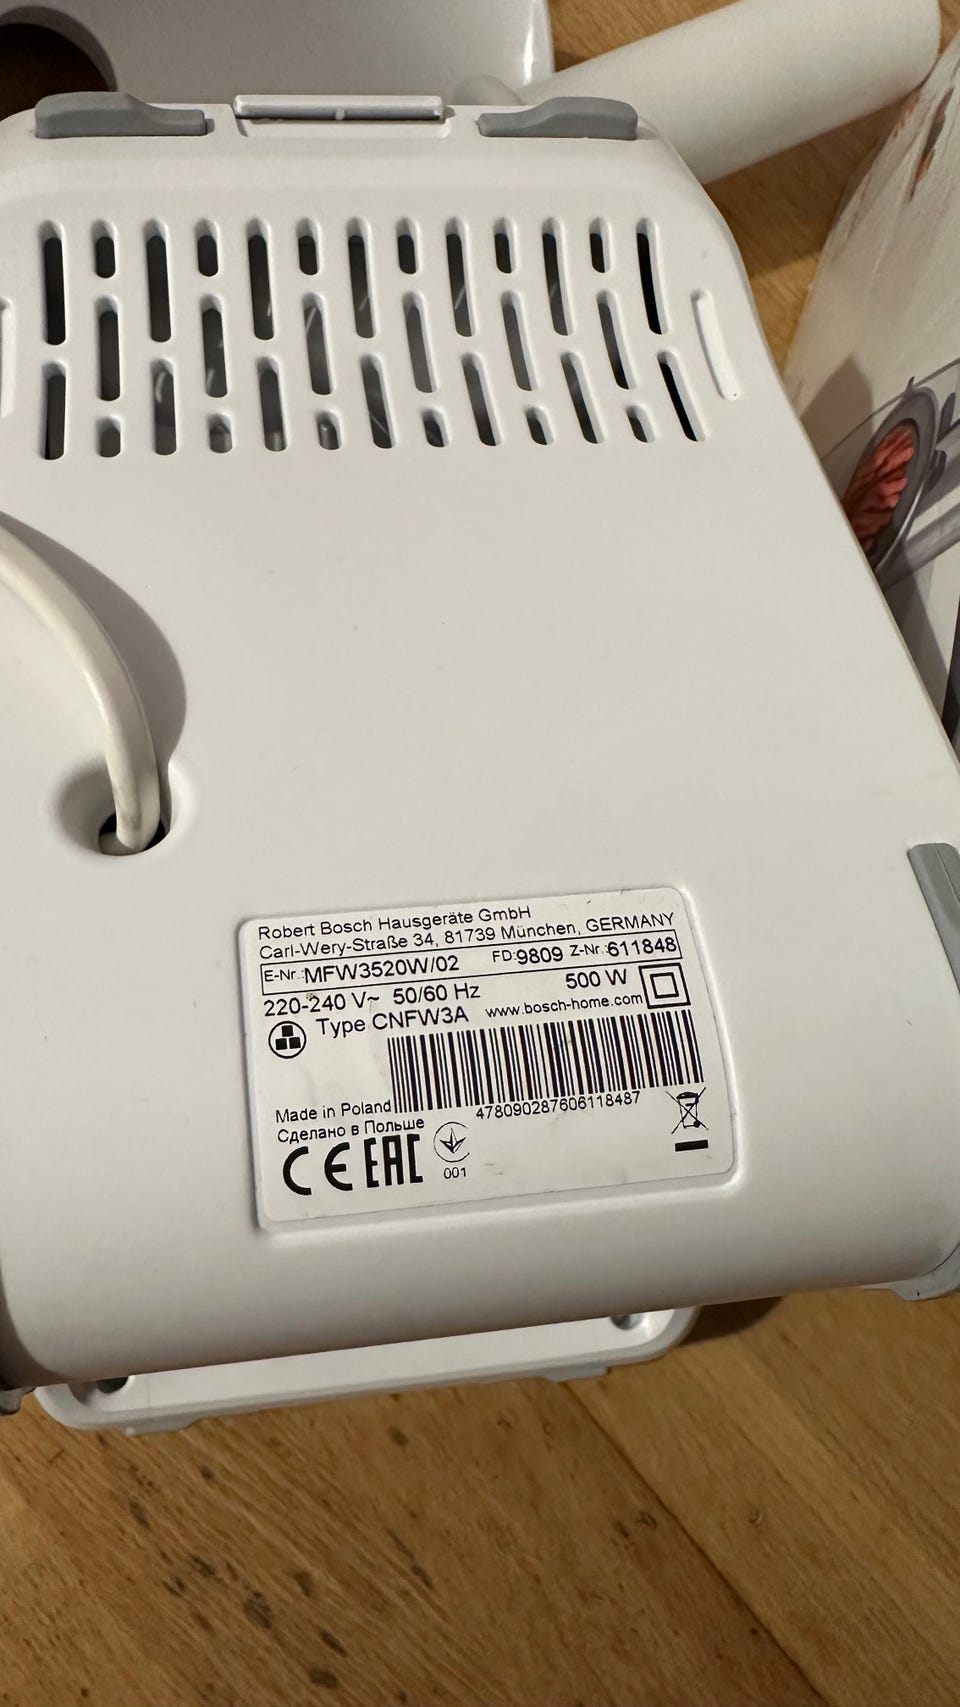 Robert Bosch Hausgeräte GmbH
Carl-Wery-Straße 34, 81739 München, GERMANY
E-Nr.:MFW3520W/02 FD:9809 Z-Nr.:611848
220-240 V~ 50/60 Hz 500 W
Type CNFW3A www.bosch-home.com
478090287606118487
Made in Poland
Сделано в Польше
CE EAC
001